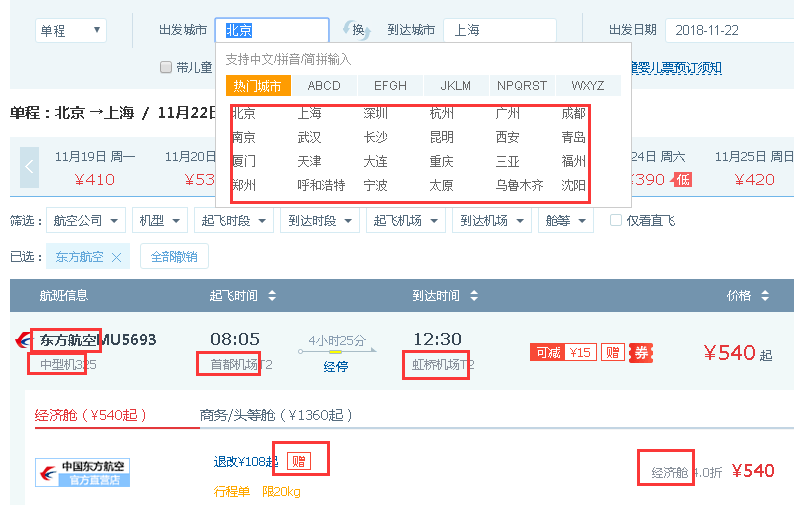 单程 出发城市 北京 换 到达城市 上海 出发日期 2018-11-22
支持中文/拼音/简拼输入
带儿童 婴儿票预订须知
热门城市 ABCD EFGH JKLM NPQRST WXYZ
单程：北京→上海 / 11月22
北京 上海 深圳 杭州 广州 成都
南京 武汉 长沙 昆明 西安 青岛
厦门 天津 大连 重庆 三亚 福州
郑州 呼和浩特 宁波 太原 乌鲁木齐 沈阳
11月19日 周一 11月20 24日 周六 11月25日 周日
¥410 ¥53 ¥390 低 ¥420
筛选： 航空公司 机型 起飞时段 到达时段 起飞机场 到达机场 舱等 仅看直飞
已选： 东方航空 全部撤销
航班信息 起飞时间 到达时间 价格
东方航空MU5693 08:05 4小时25分 12:30 可减 ¥15 赠 券 ¥540 起
中型机325 首都机场T2 经停 虹桥机场T2
经济舱（¥540起） 商务/头等舱（¥1360起）
中国东方航空 官方直营店 退改¥108起 赠 经济舱 4.0折 ¥540
行程单 限20kg